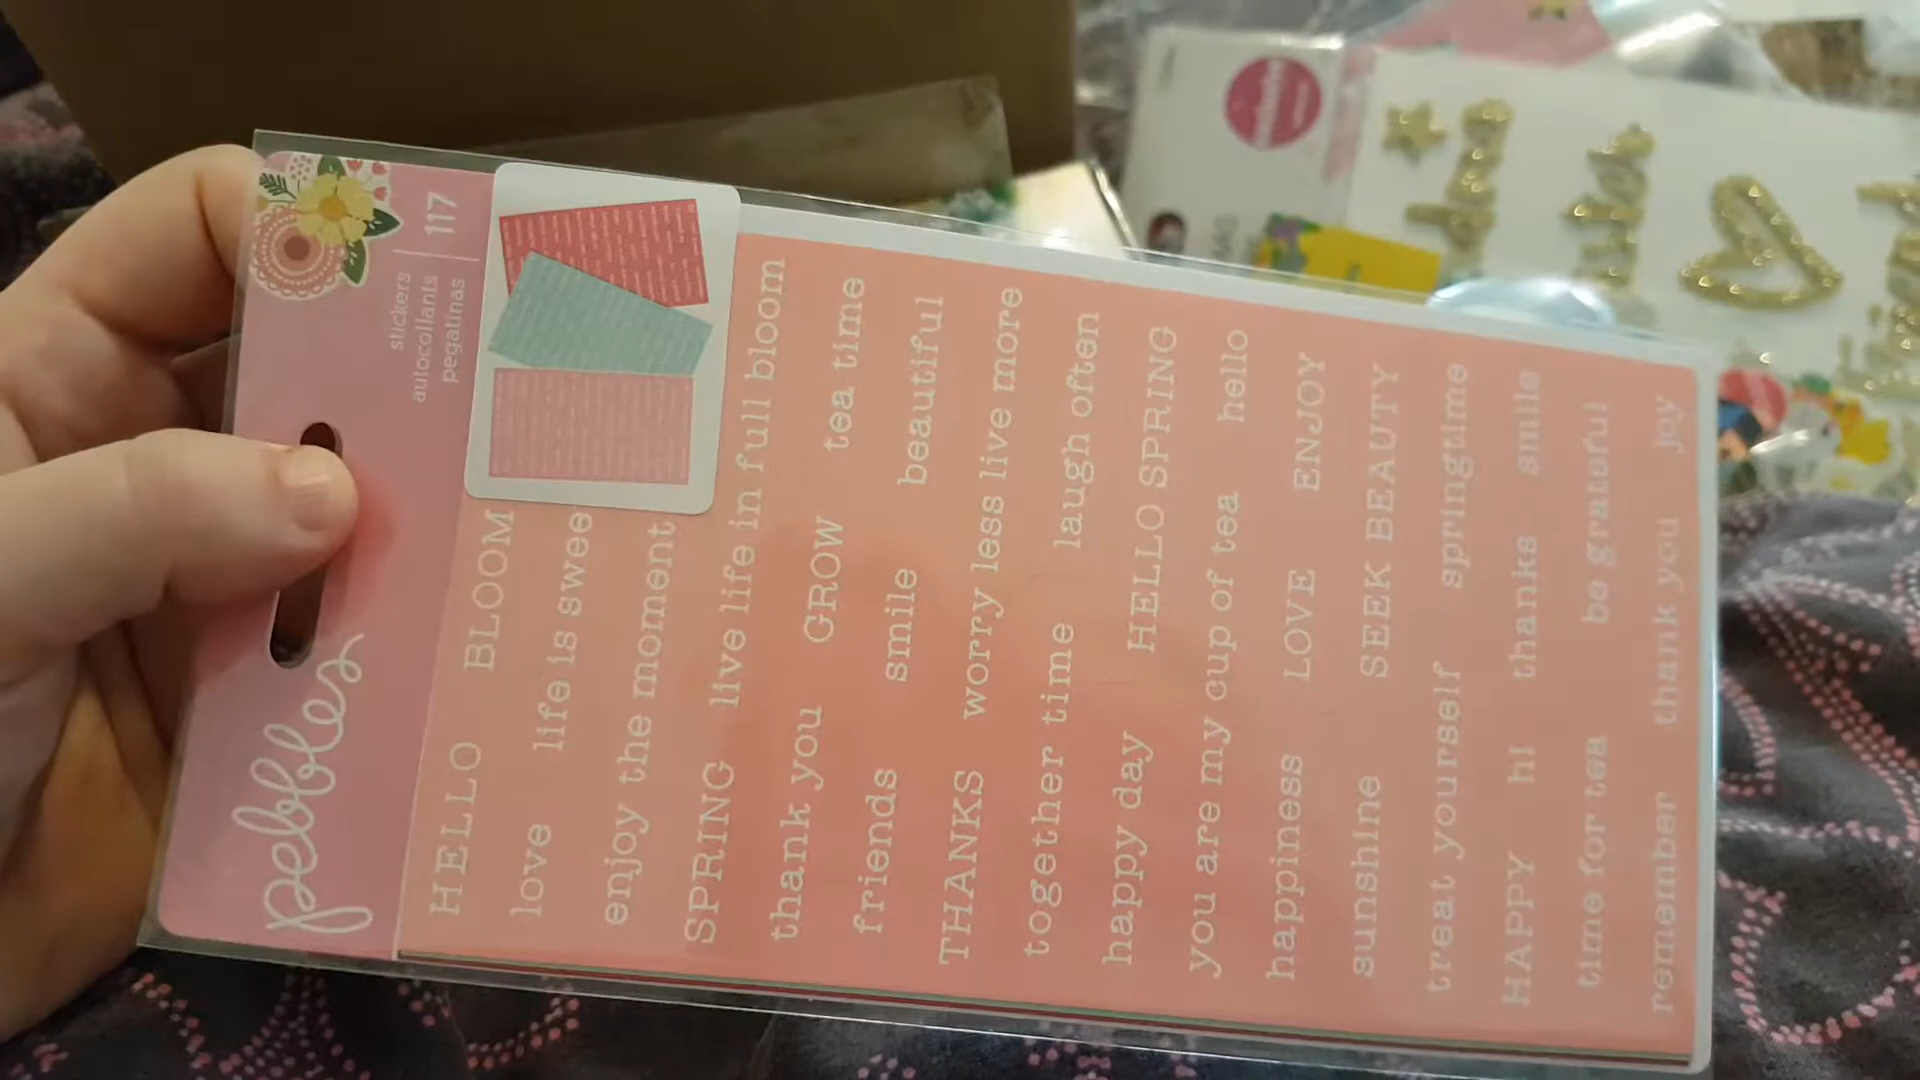 pebbles
stickers
autocollants
pegatinas
117
HELLO BLOOM
love life is swee
enjoy the moment
SPRING live life in full bloom
thank you GROW tea time
friends smile beautiful
THANKS worry less live more
together time laugh often
happy day HELLO SPRING
you are my cup of tea hello
happiness LOVE ENJOY
sunshine SEEK BEAUTY
treat yourself springtime
HAPPY hi thanks smile
time for tea be grateful
remember thank you joy